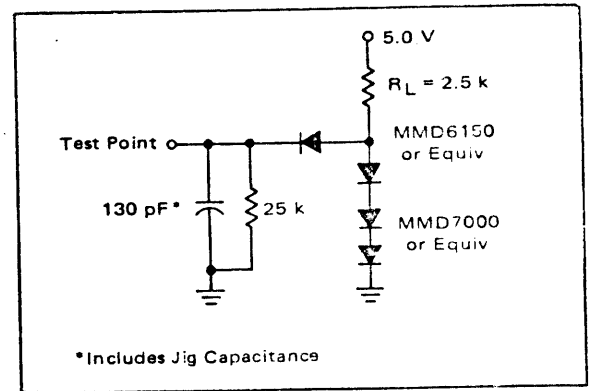 5.0 V
RL = 2.5 k
Test Point
MMD6150
or Equiv
130 pF*
25 k
MMD7000
or Equiv
*Includes Jig Capacitance